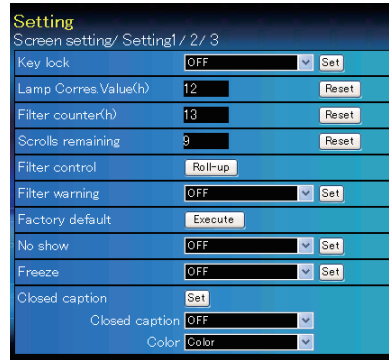 Setting
Screen setting/ Setting1/ 2/ 3
Key lock OFF Set
Lamp Corres.Value(h) 12 Reset
Filter counter(h) 13 Reset
Scrolls remaining 9 Reset
Filter control Roll-up
Filter warning OFF Set
Factory default Execute
No show OFF Set
Freeze OFF Set
Closed caption Set
Closed caption OFF
Color Color